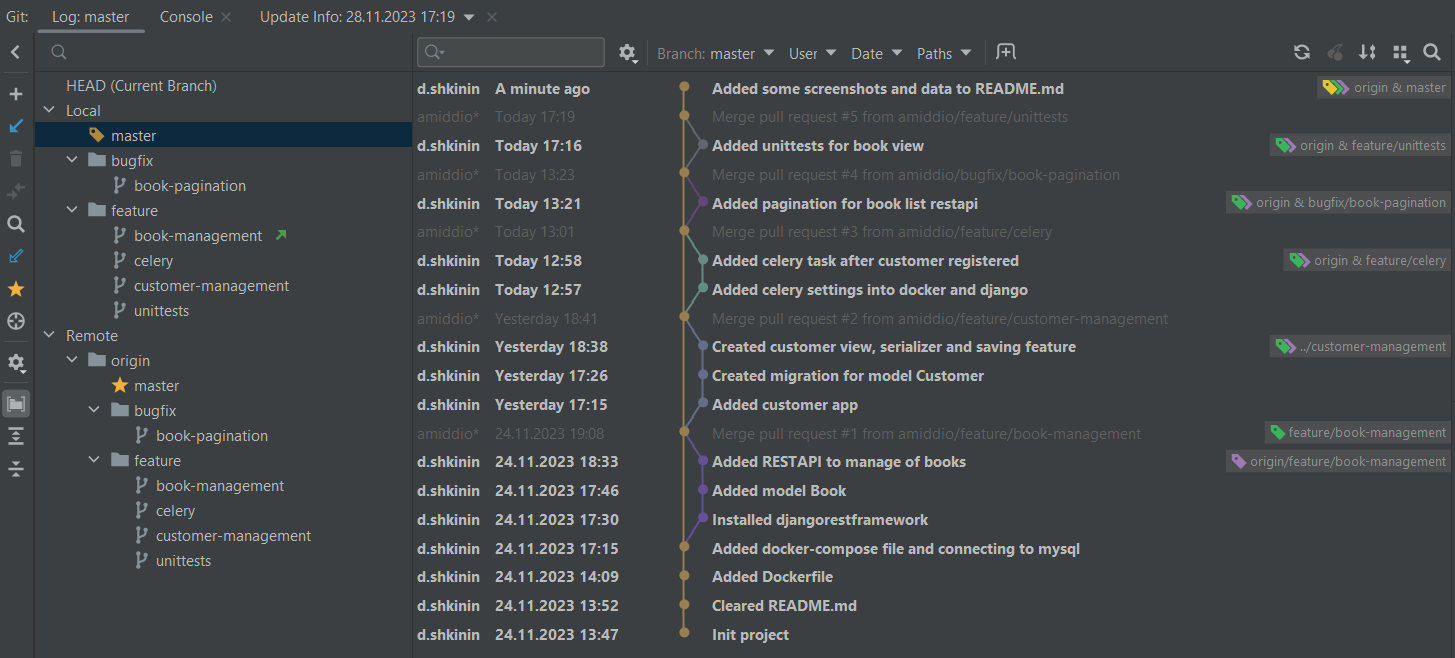 Git: Log: master Console Update Info: 28.11.2023 17:19
Branch: master User Date Paths
HEAD (Current Branch)
Local
master
bugfix
book-pagination
feature
book-management
celery
customer-management
unittests
Remote
origin
master
bugfix
book-pagination
feature
book-management
celery
customer-management
unittests
d.shkinin A minute ago Added some screenshots and data to README.md origin & master
amiddio* Today 17:19 Merge pull request #5 from amiddio/feature/unittests
d.shkinin Today 17:16 Added unittests for book view origin & feature/unittests
amiddio* Today 13:23 Merge pull request #4 from amiddio/bugfix/book-pagination
d.shkinin Today 13:21 Added pagination for book list restapi origin & bugfix/book-pagination
amiddio* Today 13:01 Merge pull request #3 from amiddio/feature/celery
d.shkinin Today 12:58 Added celery task after customer registered origin & feature/celery
d.shkinin Today 12:57 Added celery settings into docker and django
amiddio* Yesterday 18:41 Merge pull request #2 from amiddio/feature/customer-management
d.shkinin Yesterday 18:38 Created customer view, serializer and saving feature ../customer-management
d.shkinin Yesterday 17:26 Created migration for model Customer
d.shkinin Yesterday 17:15 Added customer app
amiddio* 24.11.2023 19:08 Merge pull request #1 from amiddio/feature/book-management feature/book-management
d.shkinin 24.11.2023 18:33 Added RESTAPI to manage of books origin/feature/book-management
d.shkinin 24.11.2023 17:46 Added model Book
d.shkinin 24.11.2023 17:30 Installed djangorestframework
d.shkinin 24.11.2023 17:15 Added docker-compose file and connecting to mysql
d.shkinin 24.11.2023 14:09 Added Dockerfile
d.shkinin 24.11.2023 13:52 Cleared README.md
d.shkinin 24.11.2023 13:47 Init project